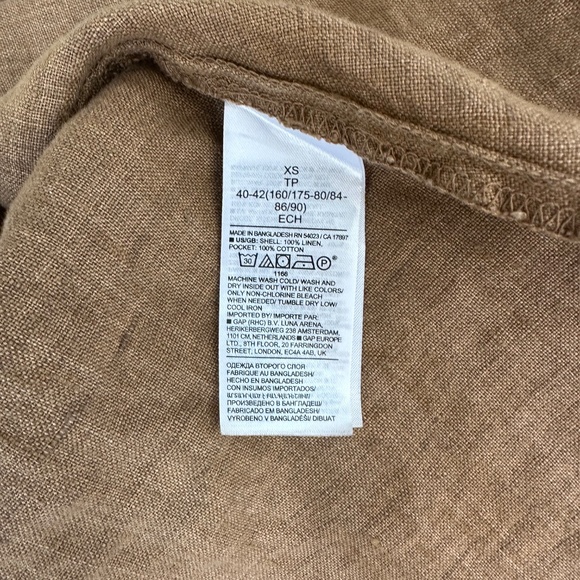 XS
TP
40-42(160/175-80/84-
86/90)
ECH
MADE IN BANGLADESH RN 54023 / CA 17897
■ US/GB: SHELL: 100% LINEN,
POCKET: 100% COTTON
30 P
1166
MACHINE WASH COLD/ WASH AND
DRY INSIDE OUT WITH LIKE COLORS/
ONLY NON-CHLORINE BLEACH
WHEN NEEDED/ TUMBLE DRY LOW/
COOL IRON
IMPORTED BY/ IMPORTE PAR:
■ GAP (RHC) B.V. LUNA ARENA,
HERIKERBERGWEG 238 AMSTERDAM,
1101 CM, NETHERLANDS ■ GAP EUROPE
LTD., 8TH FLOOR, 20 FARRINGDON
STREET, LONDON, EC4A 4AB, UK
ОДЕЖДА ВТОРОГО СЛОЯ
FABRIQUE AU BANGLADESH/
HECHO EN BANGLADESH
CON INSUMOS IMPORTADOS/
ПРОИЗВЕДЕНО В БАНГЛАДЕШ/
FABRICADO EM BANGLADESH/
VYROBENO V BANGLADÉŠI/ DIBUAT